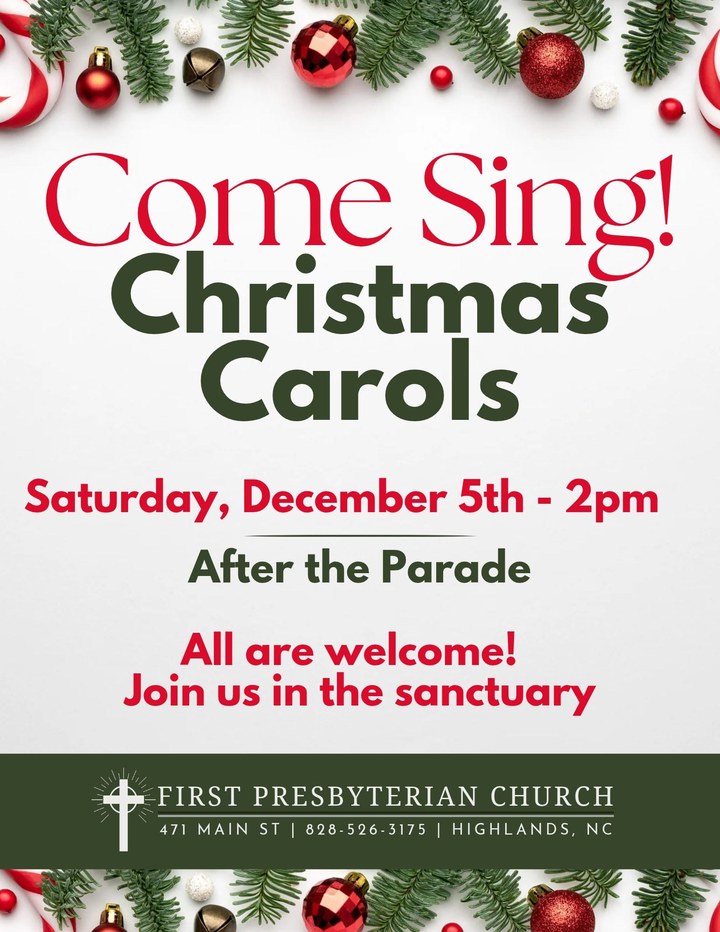 Come Sing!
Christmas
Carols
Saturday, December 5th - 2pm
After the Parade
All are welcome!
Join us in the sanctuary
FIRST PRESBYTERIAN CHURCH
471 MAIN ST | 828-526-3175 | HIGHLANDS, NC